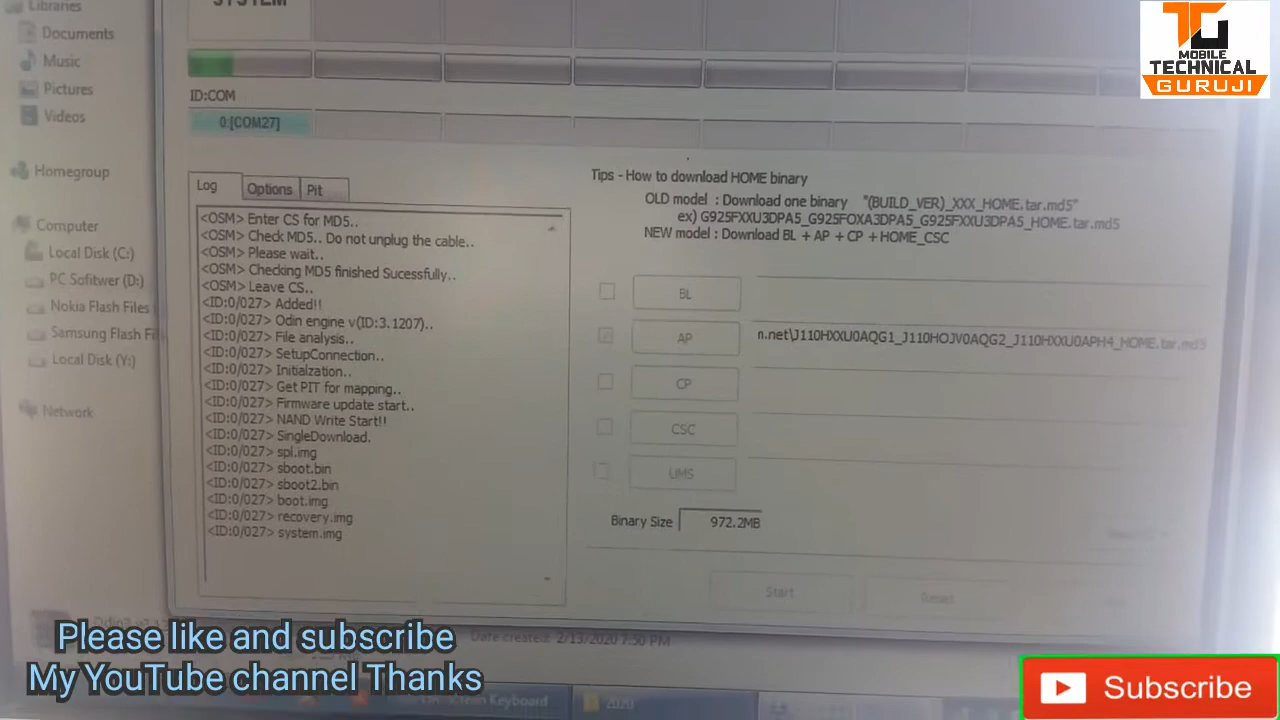 Libraries
Documents
Music
Pictures
Videos
Homegroup
Computer
Local Disk (C:)
PC Sofitwer (D:)
Nokia Flash Files
Samsung Flash Fi
Local Disk (Y:)
Network
SYSTEM
ID:COM
0:[COM27]
Log
Options
Pit
<OSM> Enter CS for MD5..
<OSM> Check MD5.. Do not unplug the cable..
<OSM> Please wait..
<OSM> Checking MD5 finished Sucessfully..
<OSM> Leave CS..
<ID:0/027> Added!!
<ID:0/027> Odin engine v(ID:3.1207)..
<ID:0/027> File analysis..
<ID:0/027> SetupConnection..
<ID:0/027> Initialzation..
<ID:0/027> Get PIT for mapping..
<ID:0/027> Firmware update start..
<ID:0/027> NAND Write Start!!
<ID:0/027> SingleDownload.
<ID:0/027> spl.img
<ID:0/027> sboot.bin
<ID:0/027> sboot2.bin
<ID:0/027> boot.img
<ID:0/027> recovery.img
<ID:0/027> system.img
Tips - How to download HOME binary
OLD model : Download one binary "(BUILD_VER)_XXX_HOME.tar.md5"
ex) G925FXXU3DPA5_G925FOXA3DPA5_G925FXXU3DPA5_HOME.tar.md5
NEW model : Download BL + AP + CP + HOME_CSC
BL
AP n.net\J110HXXU0AQG1_J110HOJV0AQG2_J110HXXU0APH4_HOME.tar.md5
CP
CSC
UMS
Binary Size 972.2MB
Start
Reset
Date created: 2/13/2020 7:50 PM
Keyboard
2020
MOBILE
TECHNICAL
GURUJI
Please like and subscribe
My YouTube channel Thanks
Subscribe